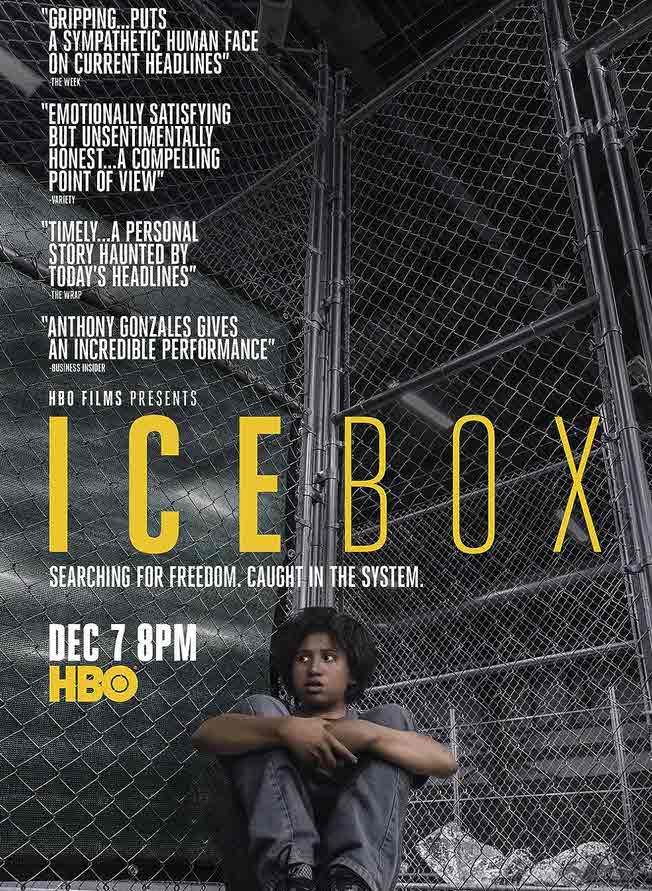 "GRIPPING...PUTS
A SYMPATHETIC HUMAN FACE
ON CURRENT HEADLINES"
-THE WEEK
"EMOTIONALLY SATISFYING
BUT UNSENTIMENTALLY
HONEST...A COMPELLING
POINT OF VIEW"
-VARIETY
"TIMELY...A PERSONAL
STORY HAUNTED BY
TODAY'S HEADLINES"
-THE WRAP
"ANTHONY GONZALES GIVES
AN INCREDIBLE PERFORMANCE"
-BUSINESS INSIDER
HBO FILMS PRESENTS
ICEBOX
SEARCHING FOR FREEDOM. CAUGHT IN THE SYSTEM.
DEC 7 8PM
HBO